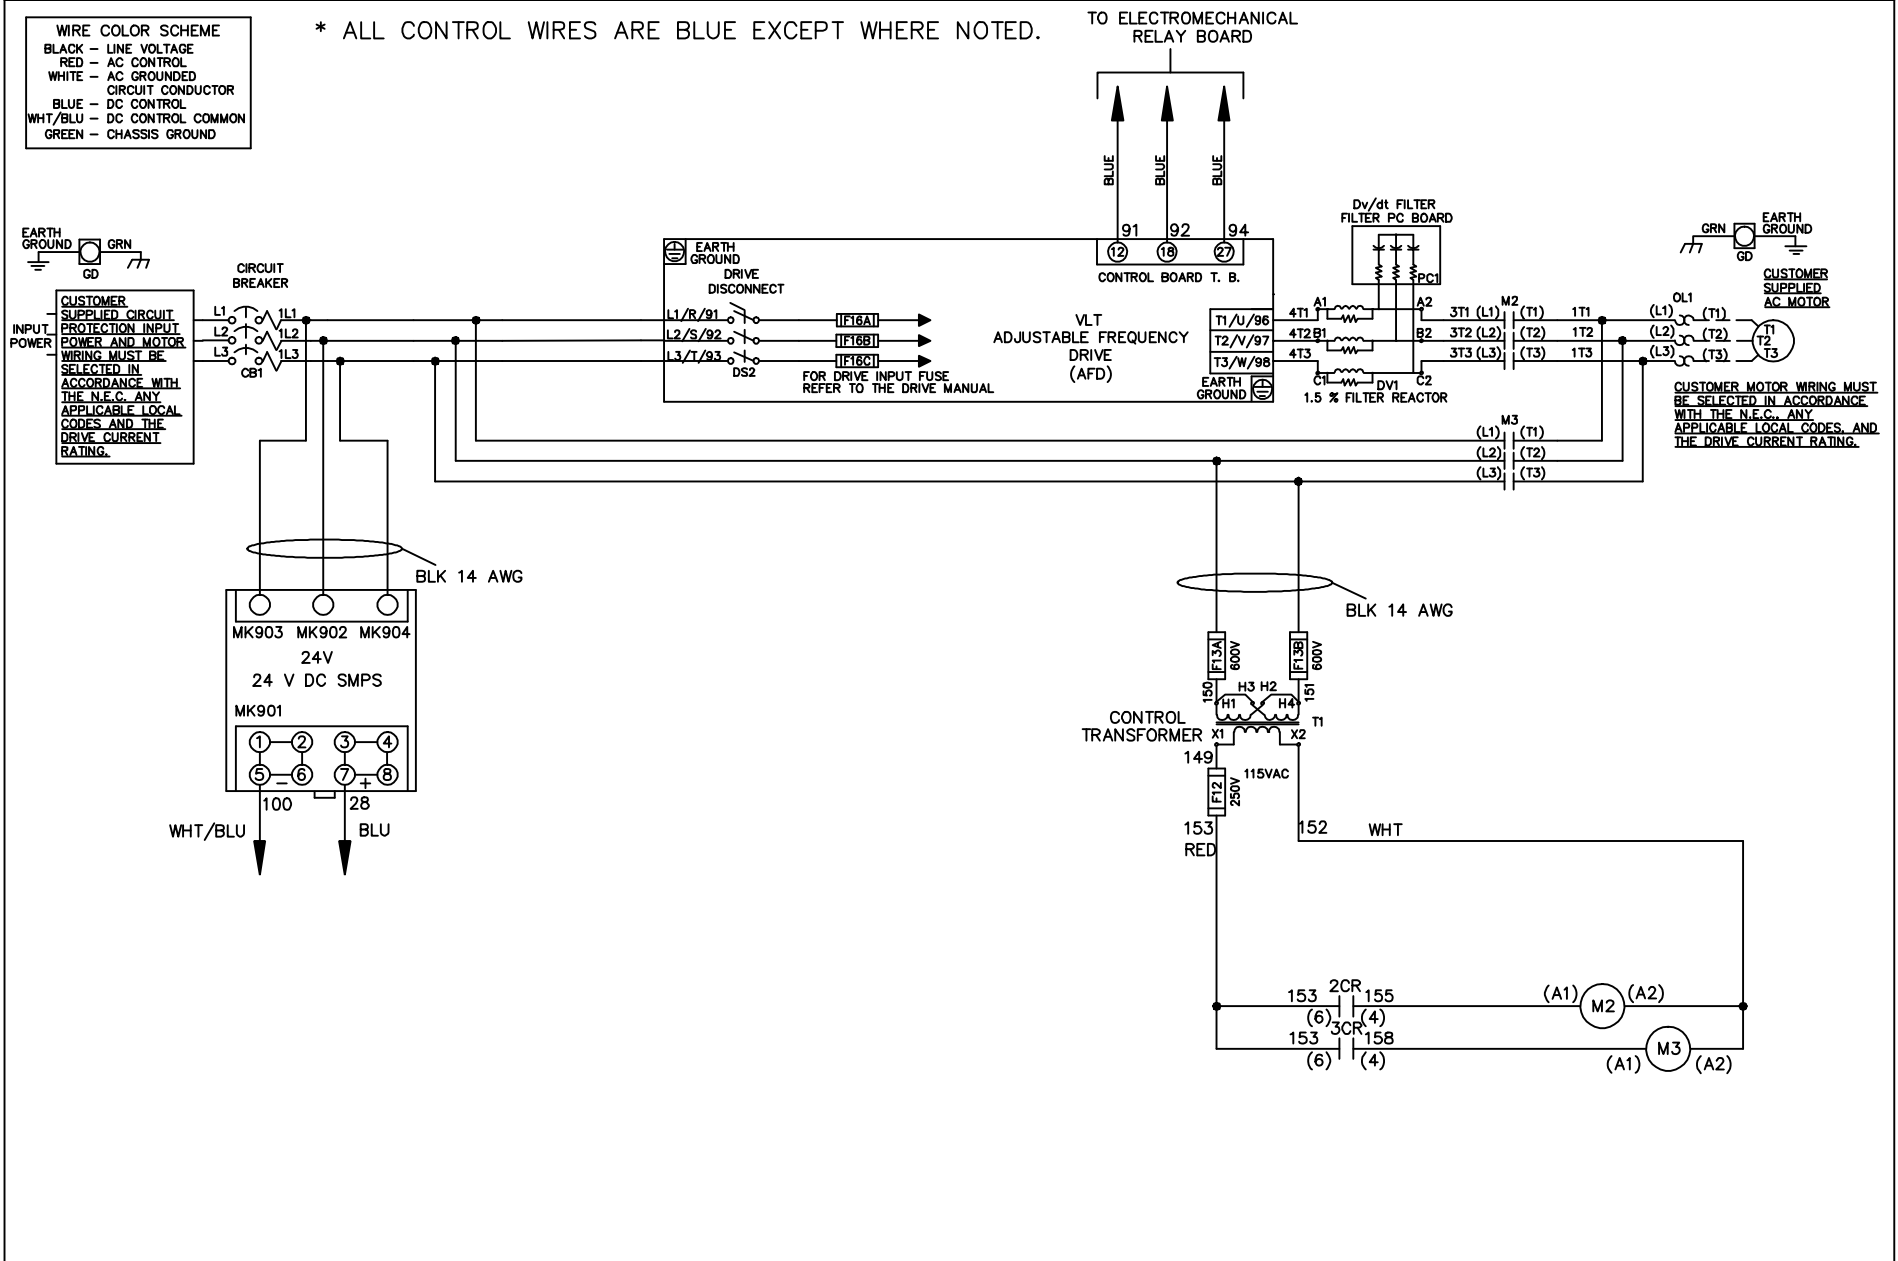 WIRE COLOR SCHEME
BLACK – LINE VOLTAGE
RED – AC CONTROL
WHITE – AC GROUNDED
CIRCUIT CONDUCTOR
BLUE – DC CONTROL
WHT/BLU – DC CONTROL COMMON
GREEN – CHASSIS GROUND
* ALL CONTROL WIRES ARE BLUE EXCEPT WHERE NOTED.
TO ELECTROMECHANICAL
RELAY BOARD
BLUE
BLUE
BLUE
91 92 94
12 18 27
CONTROL BOARD T. B.
EARTH
GROUND
GRN
GD
CIRCUIT
BREAKER
INPUT
POWER
CUSTOMER
SUPPLIED CIRCUIT
PROTECTION INPUT
POWER AND MOTOR
WIRING MUST BE
SELECTED IN
ACCORDANCE WITH
THE N.E.C. ANY
APPLICABLE LOCAL
CODES AND THE
DRIVE CURRENT
RATING.
L1 1L1
L2 1L2
L3 1L3
CB1
EARTH
GROUND
DRIVE
DISCONNECT
L1/R/91
L2/S/92
L3/T/93
DS2
F16A
F16B
F16C
FOR DRIVE INPUT FUSE
REFER TO THE DRIVE MANUAL
VLT
ADJUSTABLE FREQUENCY
DRIVE
(AFD)
T1/U/96
T2/V/97
T3/W/98
EARTH
GROUND
Dv/dt FILTER
FILTER PC BOARD
PC1
4T1 A1 A2
4T2 B1 B2
4T3
C1 DV1 C2
1.5 % FILTER REACTOR
M2
3T1 (L1) (T1) 1T1
3T2 (L2) (T2) 1T2
3T3 (L3) (T3) 1T3
OL1
(L1) (T1)
(L2) (T2)
(L3) (T3)
T1
T2
T3
GRN
GD
EARTH
GROUND
CUSTOMER
SUPPLIED
AC MOTOR
CUSTOMER MOTOR WIRING MUST
BE SELECTED IN ACCORDANCE
WITH THE N.E.C., ANY
APPLICABLE LOCAL CODES, AND
THE DRIVE CURRENT RATING.
M3
(L1) (T1)
(L2) (T2)
(L3) (T3)
BLK 14 AWG
MK903 MK902 MK904
24V
24 V DC SMPS
MK901
1 2 3 4
5 – 6 7 + 8
100 28
WHT/BLU BLU
BLK 14 AWG
F13A 600V
F13B 600V
150 151
H3 H2
H1 H4
T1
CONTROL
TRANSFORMER
X1 X2
149
115VAC
F12 250V
153
RED
152 WHT
2CR
153 155
(6) (4)
(A1) M2 (A2)
3CR
153 158
(6) (4)
(A1) M3 (A2)